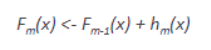 Fₘ(x) <- Fₘ₋₁(x) + hₘ(x)